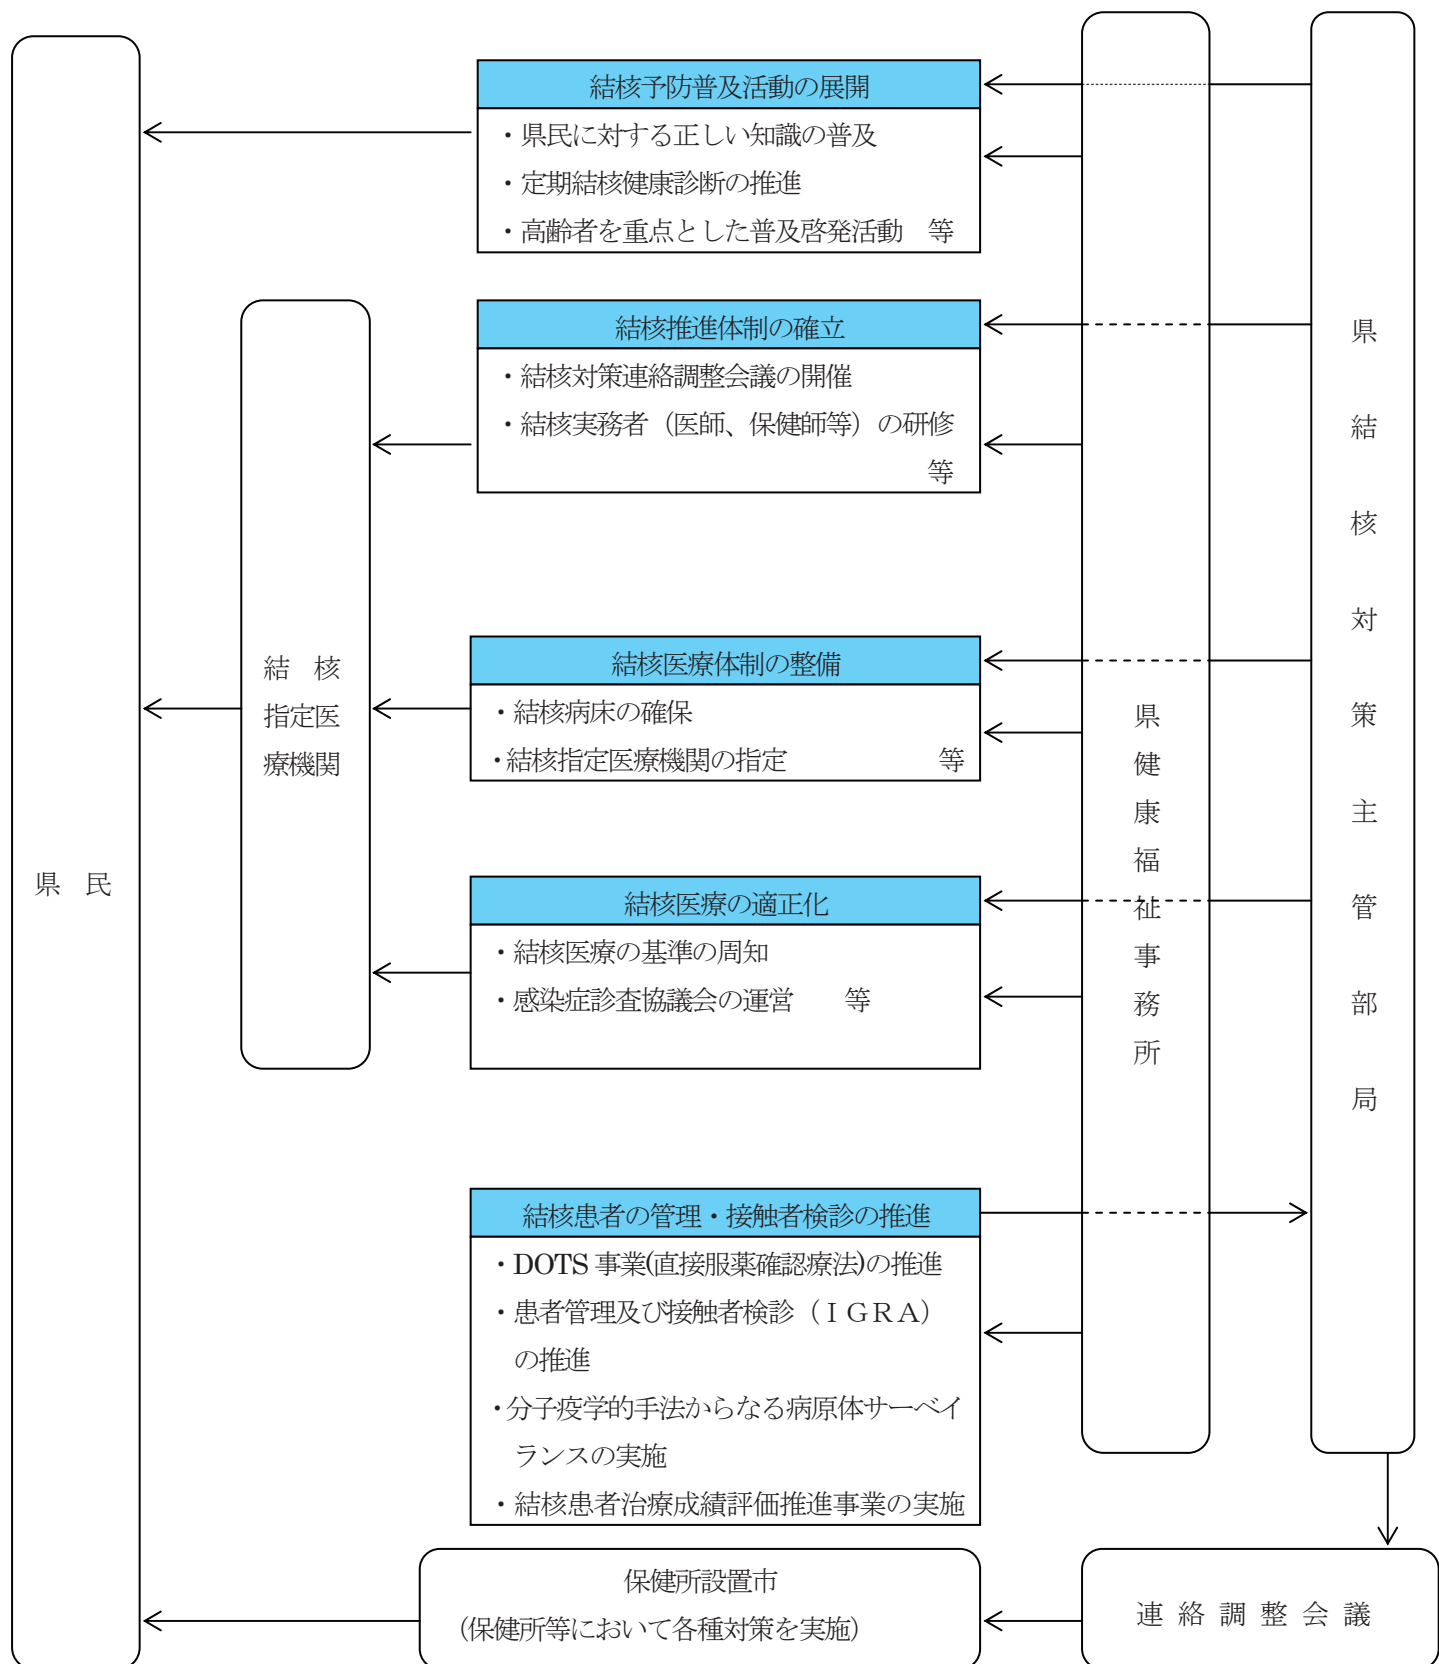 結核予防普及活動の展開
・県民に対する正しい知識の普及
・定期結核健康診断の推進
・高齢者を重点とした普及啓発活動　等
結核推進体制の確立
・結核対策連絡調整会議の開催
・結核実務者（医師、保健師等）の研修
等
結核医療体制の整備
・結核病床の確保
・結核指定医療機関の指定　等
結核医療の適正化
・結核医療の基準の周知
・感染症診査協議会の運営　等
結核患者の管理・接触者検診の推進
・DOTS 事業(直接服薬確認療法)の推進
・患者管理及び接触者検診（ＩＧＲＡ）
の推進
・分子疫学的手法からなる病原体サーベイ
ランスの実施
・結核患者治療成績評価推進事業の実施
保健所設置市
（保健所等において各種対策を実施）
県　民
結　核
指定医
療機関
県健康福祉事務所
県結核対策主管部局
連 絡 調 整 会 議